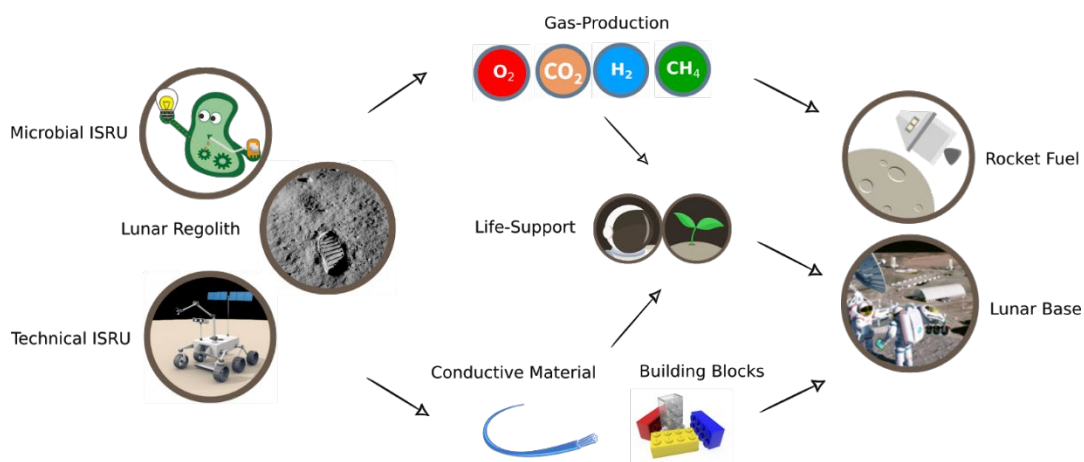 Gas-Production
O₂ CO₂ H₂ CH₄
Microbial ISRU
Rocket Fuel
Lunar Regolith
Life-Support
Lunar Base
Technical ISRU
Conductive Material
Building Blocks